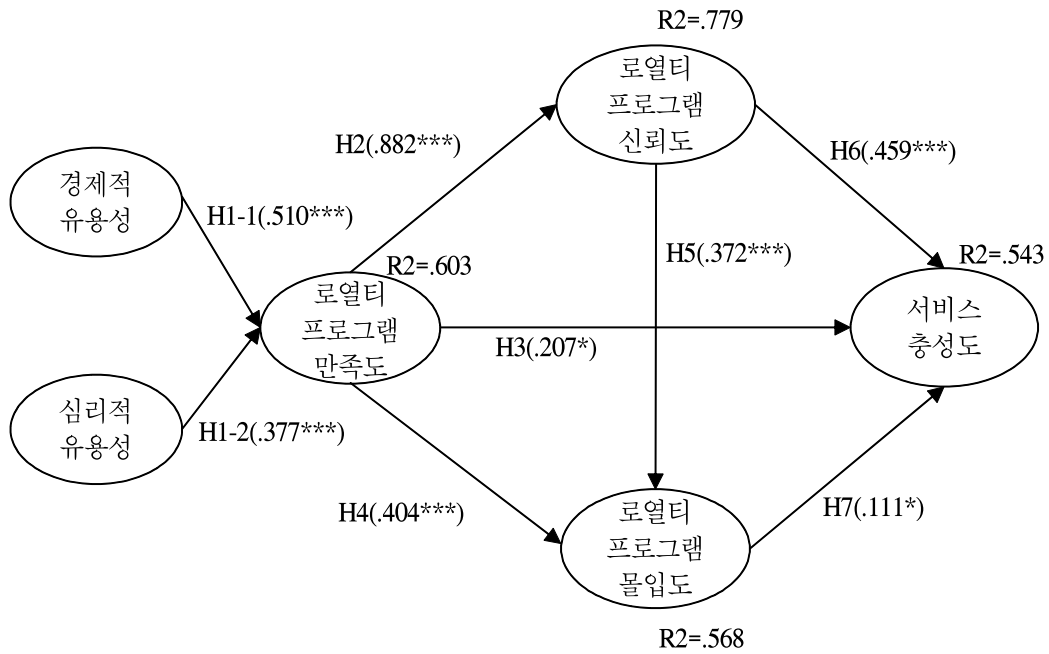 R2=.779
로열티
프로그램
신뢰도
H2(.882***)
H6(.459***)
경제적
유용성
H1-1(.510***)
H5(.372***)
R2=.603
R2=.543
로열티
프로그램
만족도
서비스
충성도
H3(.207*)
심리적
유용성
H1-2(.377***)
H4(.404***)
로열티
프로그램
몰입도
H7(.111*)
R2=.568